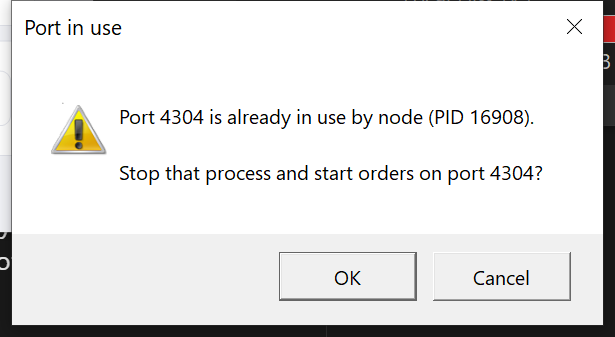 Port in use
Port 4304 is already in use by node (PID 16908).
Stop that process and start orders on port 4304?
OK
Cancel